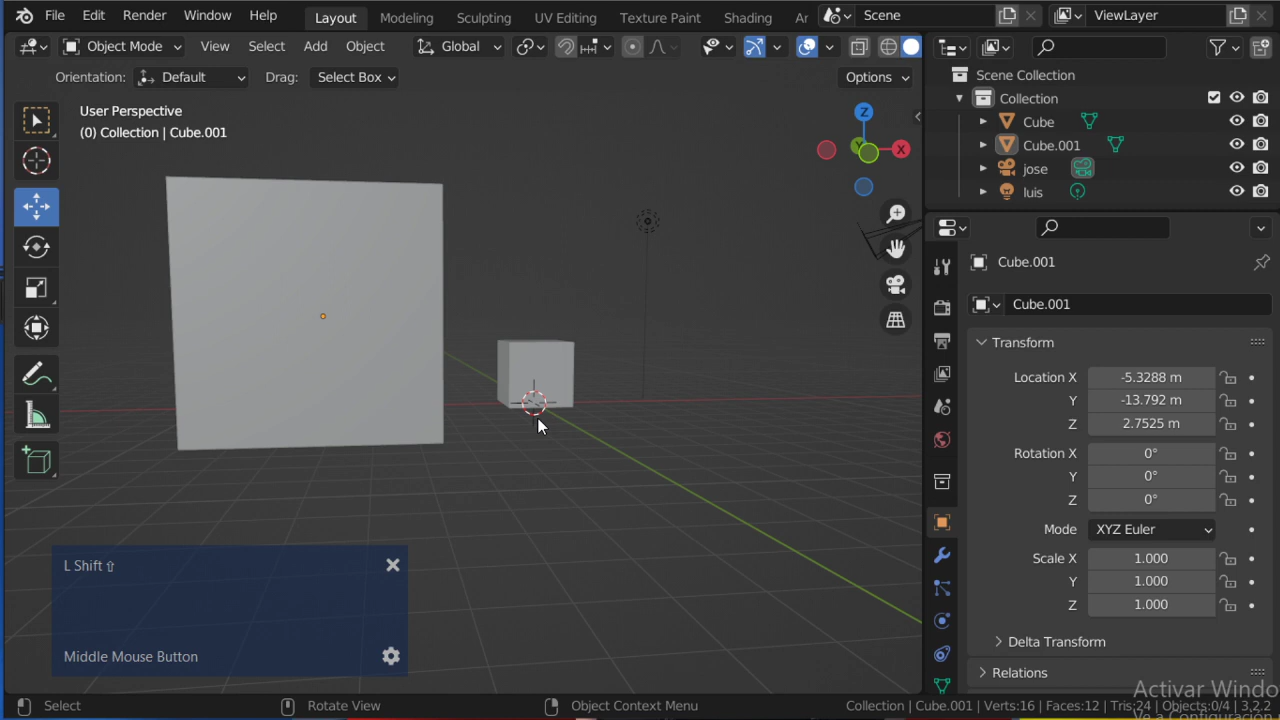 File Edit Render Window Help Layout Modeling Sculpting UV Editing Texture Paint Shading Scene ViewLayer
Object Mode View Select Add Object Global
Orientation: Default Drag: Select Box Options
User Perspective
(0) Collection | Cube.001
Z
Y
X
Scene Collection
Collection
Cube
Cube.001
jose
luis
Cube.001
Cube.001
Transform
Location X -5.3288 m
Y -13.792 m
Z 2.7525 m
Rotation X 0°
Y 0°
Z 0°
Mode XYZ Euler
Scale X 1.000
Y 1.000
Z 1.000
Delta Transform
Relations
L Shift ⇧
Middle Mouse Button
Activar Windo
Select Rotate View Object Context Menu Collection | Cube.001 | Verts:16 | Faces:12 | Tris:24 | Objects:0/4 | 3.2.2